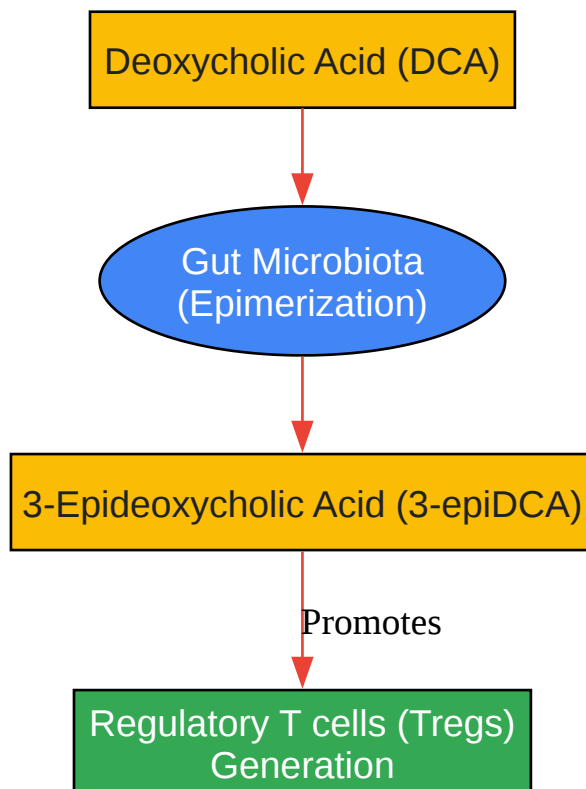 Deoxycholic Acid (DCA)
Gut Microbiota
(Epimerization)
3-Epideoxycholic Acid (3-epiDCA)
Promotes
Regulatory T cells (Tregs)
Generation